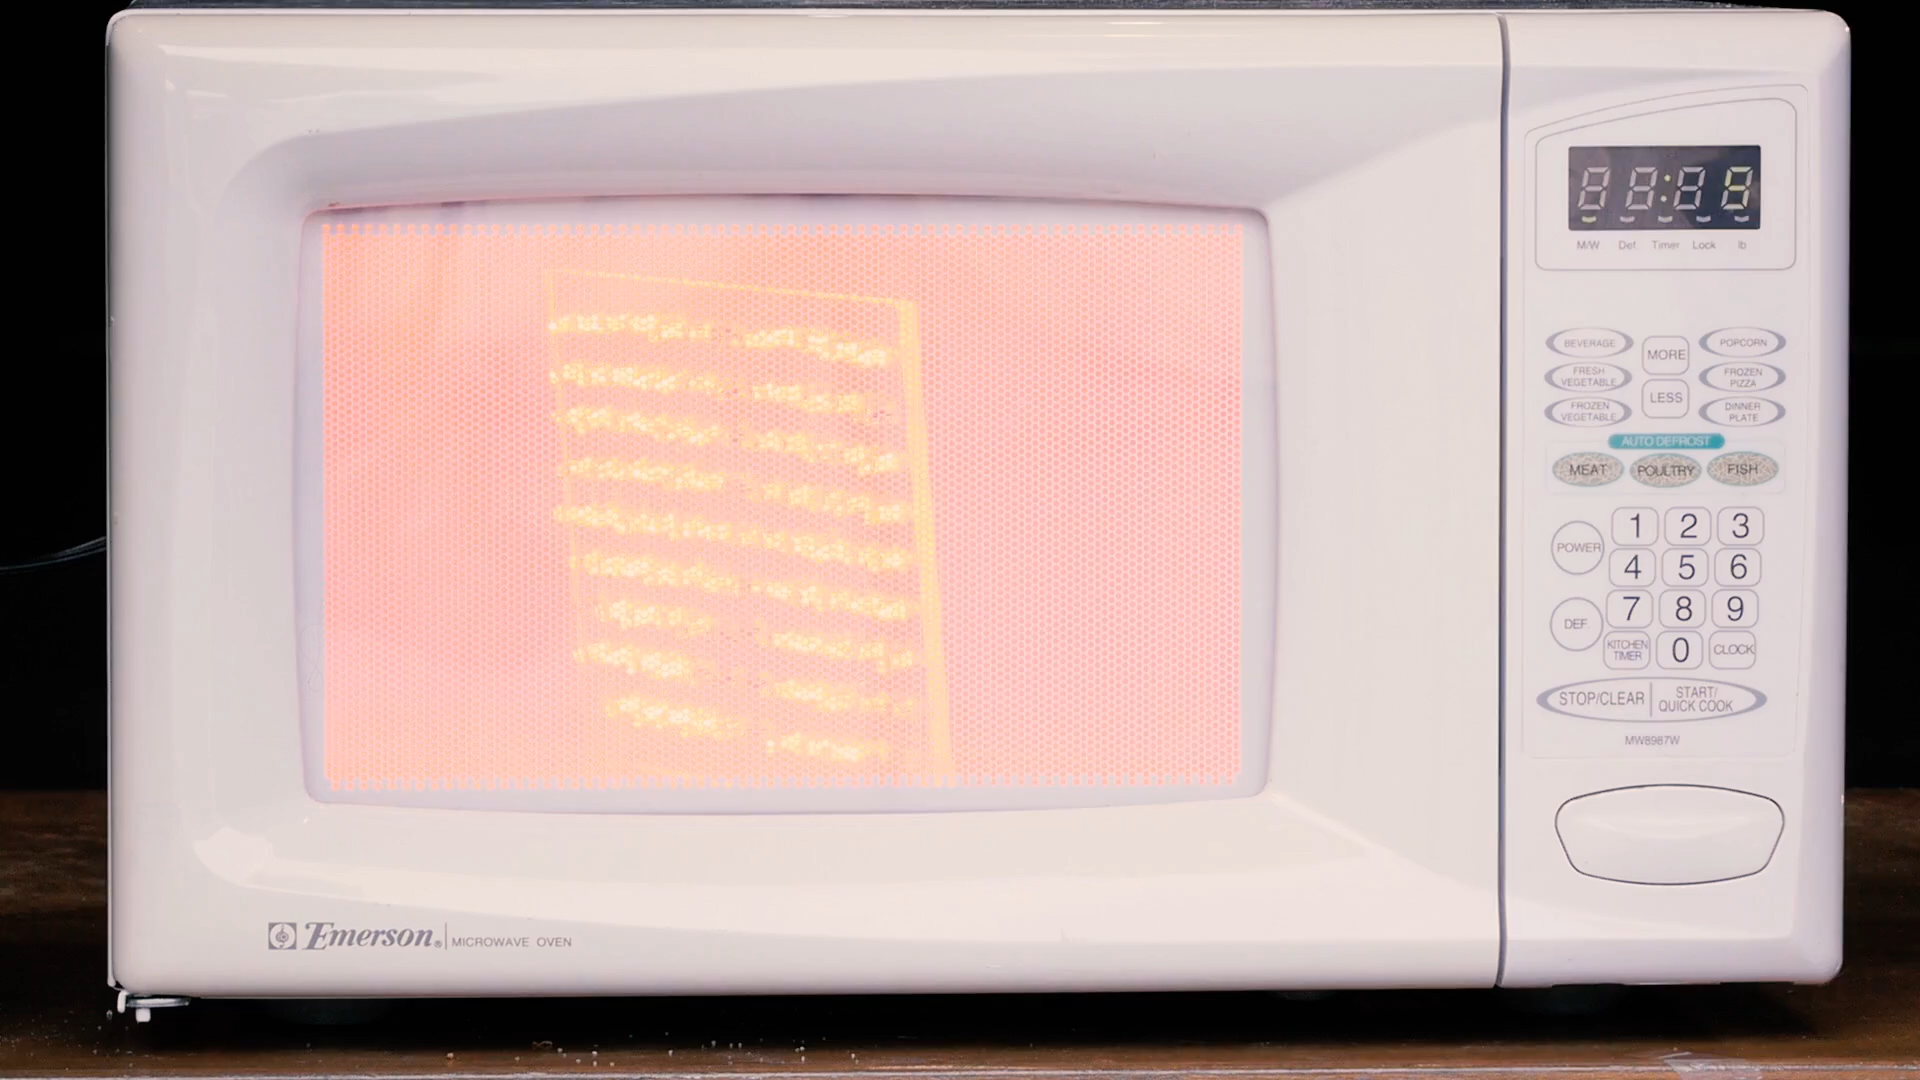 88:89
M/W Def Timer Lock lb
BEVERAGE
MORE
POPCORN
FRESH
VEGETABLE
FROZEN
PIZZA
LESS
FROZEN
VEGETABLE
DINNER
PLATE
AUTO DEFROST
MEAT
POULTRY
FISH
1 2 3
POWER
4 5 6
7 8 9
DEF.
KITCHEN
TIMER
0
CLOCK
STOP/CLEAR
START/
QUICK COOK
MW8987W
Emerson® MICROWAVE OVEN